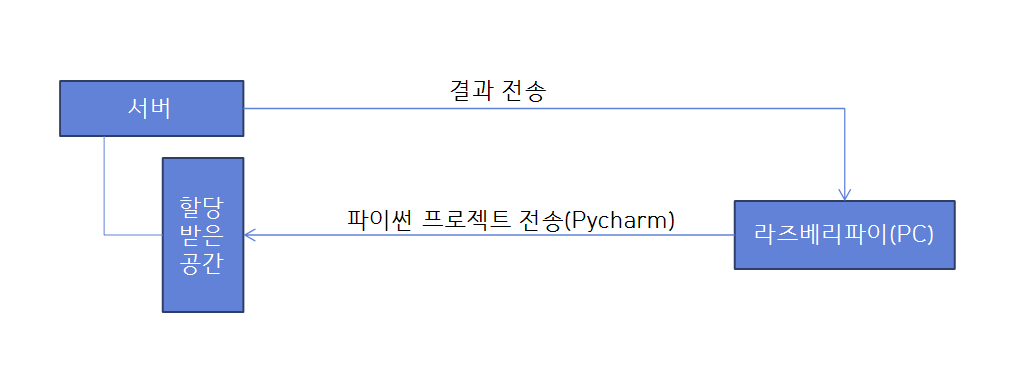 결과 전송
서버
할당
받은
공간
파이썬 프로젝트 전송(Pycharm)
라즈베리파이(PC)